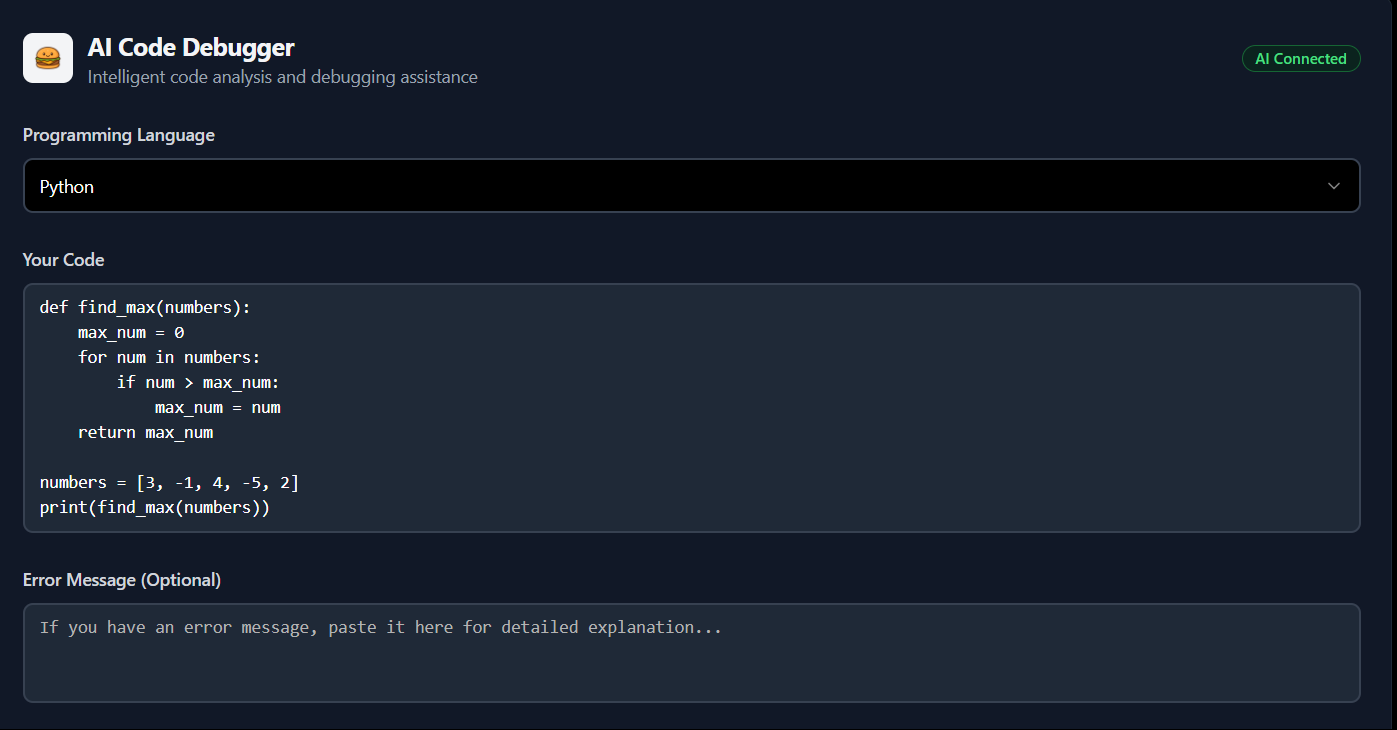 AI Code Debugger
Intelligent code analysis and debugging assistance
AI Connected
Programming Language
Python
Your Code
def find_max(numbers):
    max_num = 0
    for num in numbers:
        if num > max_num:
            max_num = num
    return max_num

numbers = [3, -1, 4, -5, 2]
print(find_max(numbers))
Error Message (Optional)
If you have an error message, paste it here for detailed explanation...